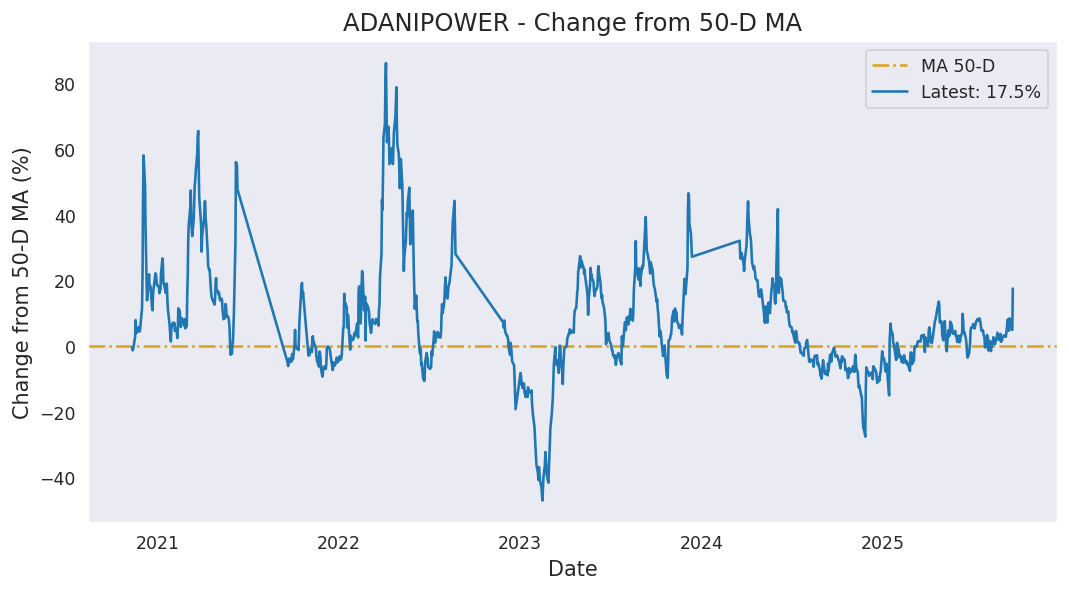 ADANIPOWER - Change from 50-D MA
MA 50-D
Latest: 17.5%
Change from 50-D MA (%)
80
60
40
20
0
−20
−40
2021
2022
2023
2024
2025
Date